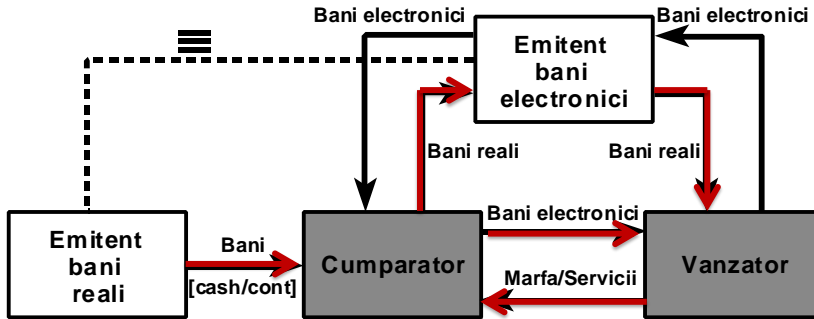 Bani electronici
Bani electronici
Emitent
bani
electronici
Bani reali
Bani reali
Emitent
bani
reali
Bani
[cash/cont]
Cumparator
Bani electronici
Marfa/Servicii
Vanzator